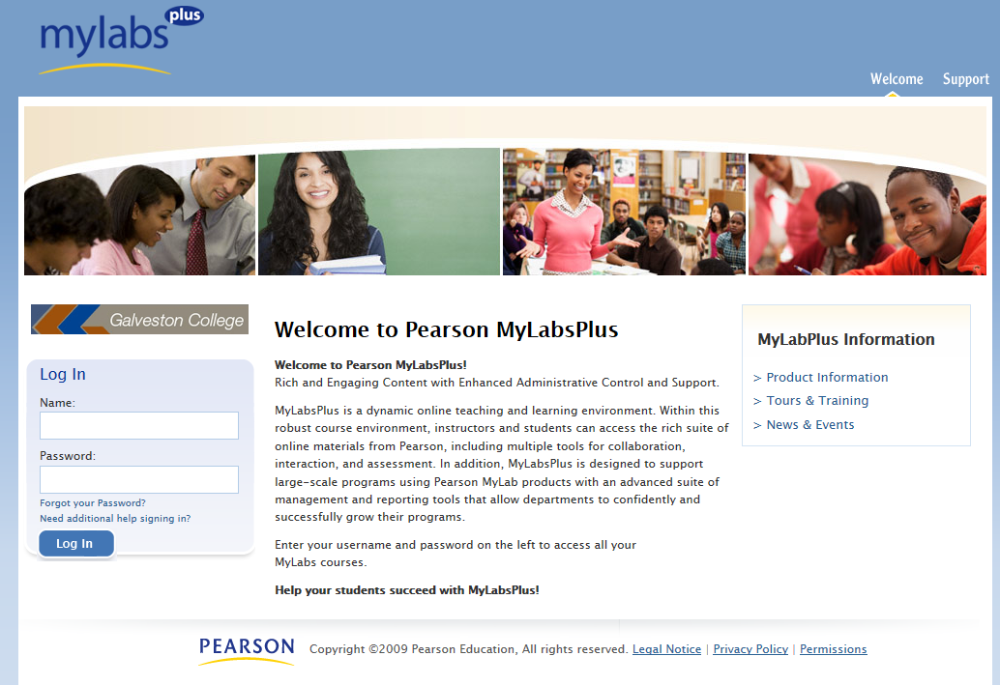 mylabs plus
Welcome Support
Galveston College
Log In
Name:
Password:
Forgot your Password?
Need additional help signing in?
Log In
Welcome to Pearson MyLabsPlus
Welcome to Pearson MyLabsPlus!
Rich and Engaging Content with Enhanced Administrative Control and Support.
MyLabsPlus is a dynamic online teaching and learning environment. Within this
robust course environment, instructors and students can access the rich suite of
online materials from Pearson, including multiple tools for collaboration,
interaction, and assessment. In addition, MyLabsPlus is designed to support
large-scale programs using Pearson MyLab products with an advanced suite of
management and reporting tools that allow departments to confidently and
successfully grow their programs.
Enter your username and password on the left to access all your
MyLabs courses.
Help your students succeed with MyLabsPlus!
MyLabPlus Information
> Product Information
> Tours & Training
> News & Events
PEARSON Copyright ©2009 Pearson Education, All rights reserved. Legal Notice | Privacy Policy | Permissions